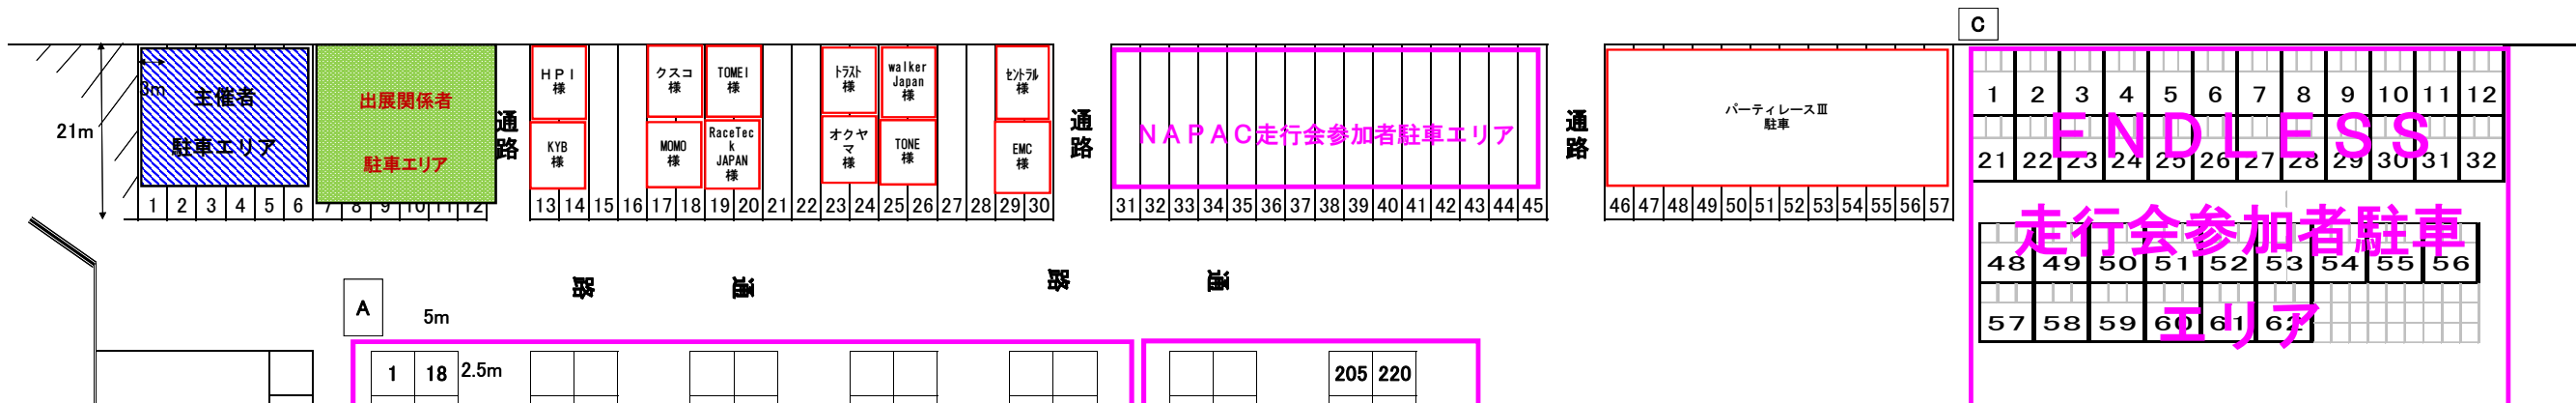 C
21m
3m
主催者
駐車エリア
出展関係者
駐車エリア
通路
HPI
様
KYB
様
クスコ
様
MOMO
様
TOMEI
様
RaceTec
k
JAPAN
様
トラスト
様
オクヤ
マ
様
walker
Japan
様
TONE
様
セントラル
様
EMC
様
通路
NAPAC走行会参加者駐車エリア
通路
パーティレースⅢ
駐車
1 2 3 4 5 6 7 8 9 10 11 12
13 14 15 16 17 18 19 20 21 22 23 24 25 26 27 28 29 30
31 32 33 34 35 36 37 38 39 40 41 42 43 44 45
46 47 48 49 50 51 52 53 54 55 56 57
1 2 3 4 5 6 7 8 9 10 11 12
ENDLESS
21 22 23 24 25 26 27 28 29 30 31 32
走行会参加者駐車
48 49 50 51 52 53 54 55 56
エリア
57 58 59 60 61 62
路 通 路 通
A
5m
1 18
2.5m
205 220